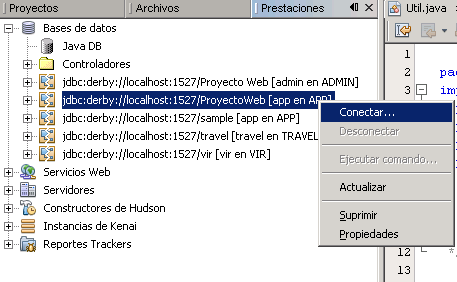 Proyectos
Archivos
Prestaciones
Bases de datos
Java DB
Controladores
jdbc:derby://localhost:1527/Proyecto Web [admin en ADMIN]
jdbc:derby://localhost:1527/ProyectoWeb [app en APP]
jdbc:derby://localhost:1527/sample [app en APP]
jdbc:derby://localhost:1527/travel [travel en TRAVEL
jdbc:derby://localhost:1527/vir [vir en VIR]
Servicios Web
Servidores
Constructores de Hudson
Instancias de Kenai
Reportes Trackers
Conectar...
Desconectar
Ejecutar comando...
Actualizar
Suprimir
Propiedades
Util.java
1
2 pac
3 imp
4
12 *
13